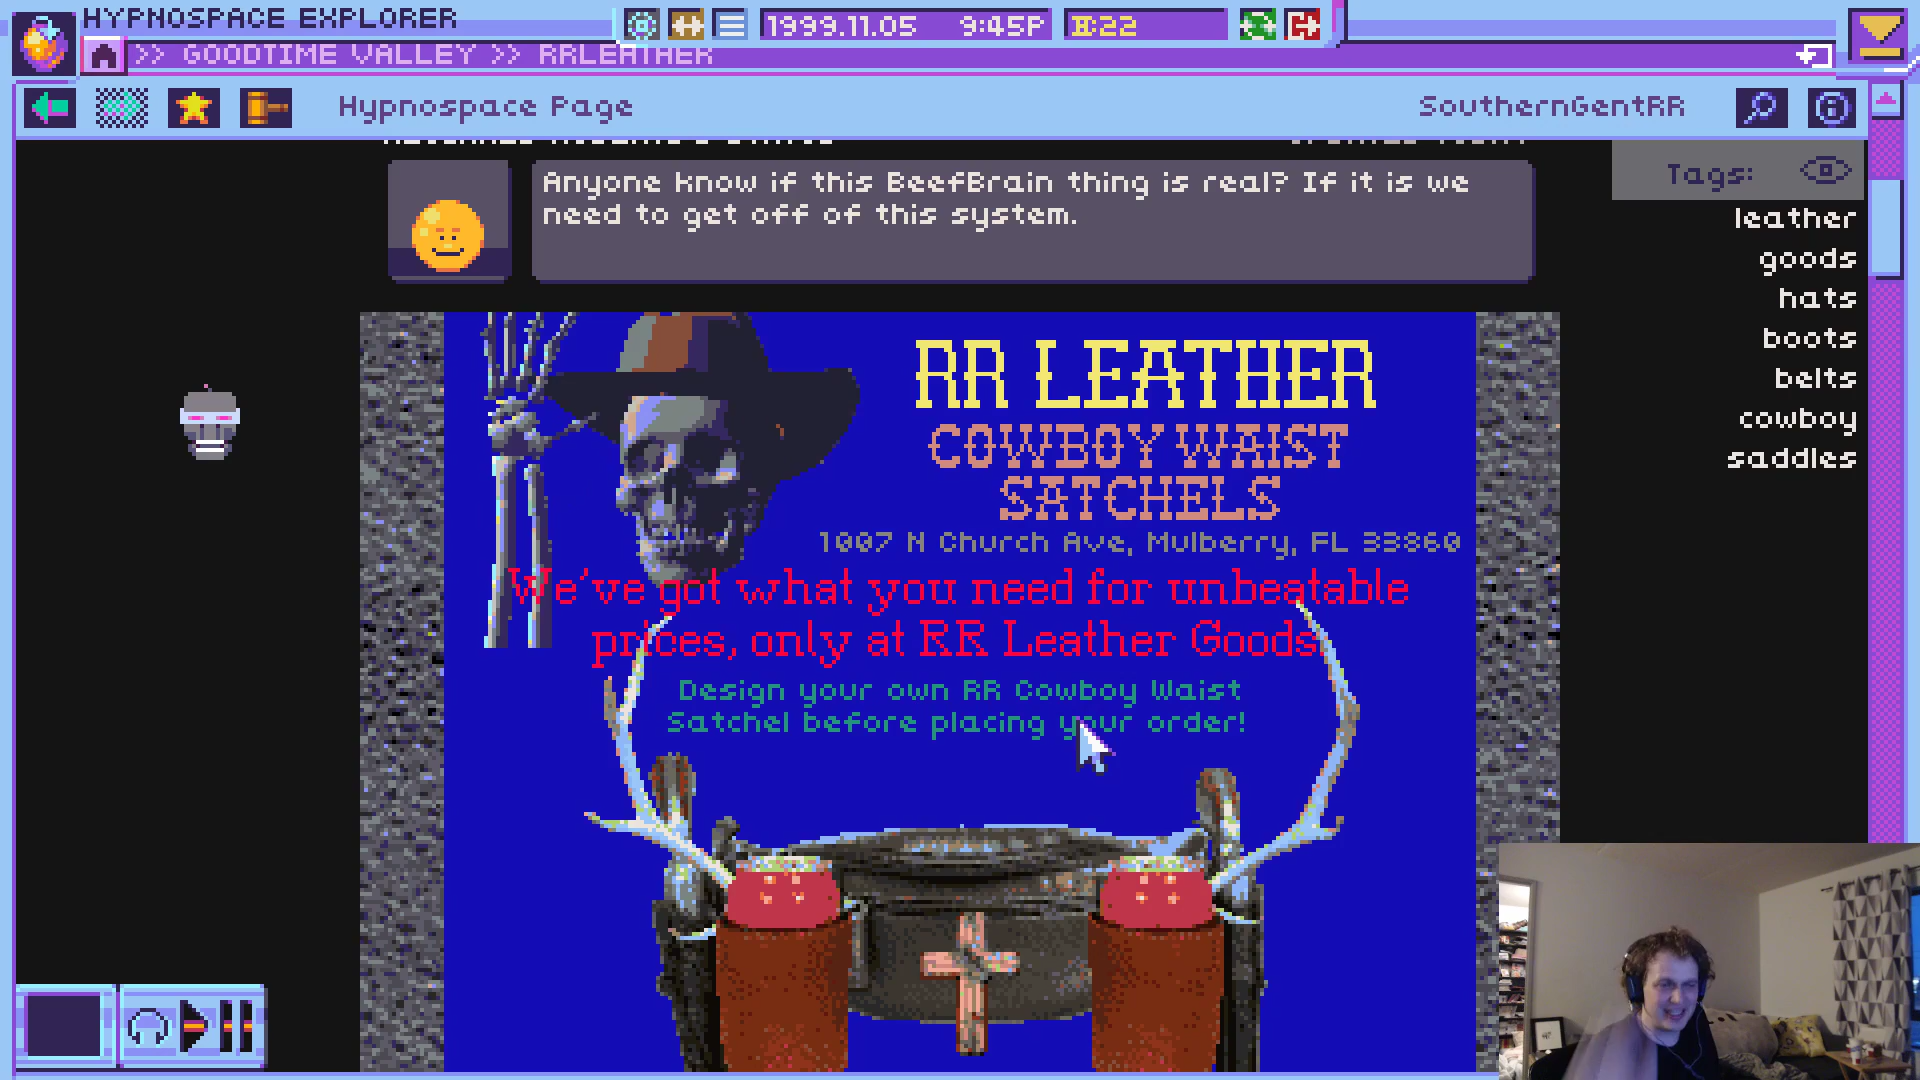 HYPNOSPACE EXPLORER
1999.11.05 9:45P
22
>> GOODTIME VALLEY >> RRLEATHER
Hypnospace Page
SouthernGentRR
Anyone know if this BeefBrain thing is real? If it is we
need to get off of this system.
Tags:
leather
goods
hats
boots
belts
cowboy
saddles
RR LEATHER
COWBOY WAIST
SATCHELS
1007 N Church Ave, Mulberry, FL 33860
We've got what you need for unbeatable
prices, only at RR Leather Goods.
Design your own RR Cowboy Waist
Satchel before placing your order!